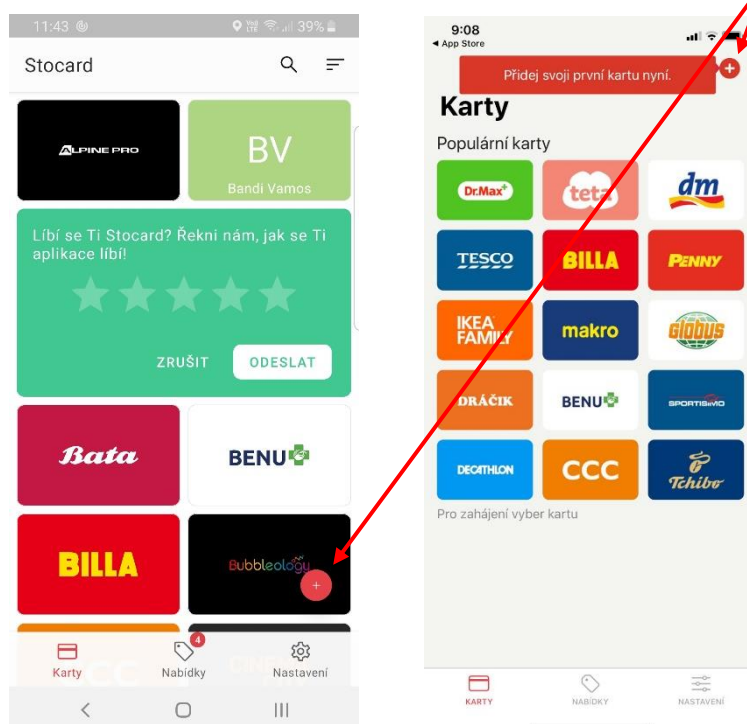 11:43
39%
Stocard
ALPINE PRO
BV
Bandi Vamos
Líbí se Ti Stocard? Řekni nám, jak se Ti
aplikace líbí!
ZRUŠIT
ODESLAT
Bata
BENU
BILLA
Bubbleology
+
CCC
4
Karty
Nabídky
Nastavení
9:08
App Store
Přidej svoji první kartu nyní.
+
Karty
Populární karty
Dr.Max+
teta
dm
TESCO
BILLA
PENNY
IKEA
FAMILY
makro
Globus
DRÁČIK
BENU
SPORTISIMO
DECATHLON
CCC
Tchibo
Pro zahájení vyber kartu
KARTY
NABÍDKY
NASTAVENÍ